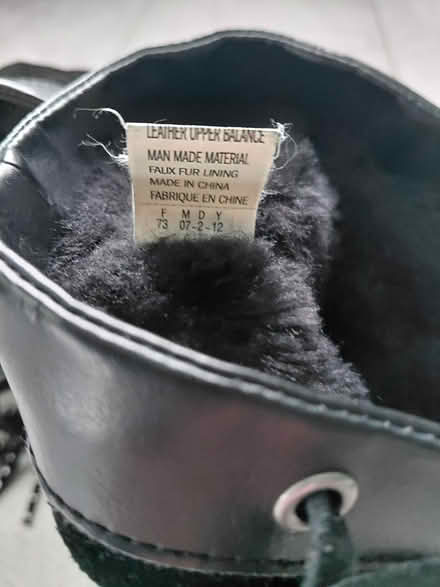 LEATHER UPPER BALANCE
MAN MADE MATERIAL
FAUX FUR LINING
MADE IN CHINA
FABRIQUE EN CHINE
F M D Y
73 07-2-12